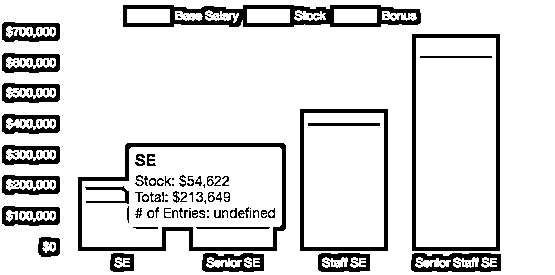 Base Salary Stock Bonus
$700,000
$600,000
$500,000
$400,000
$300,000
$200,000
$100,000
$0
SE
Stock: $54,622
Total: $213,649
# of Entries: undefined
SE Senior SE Staff SE Senior Staff SE